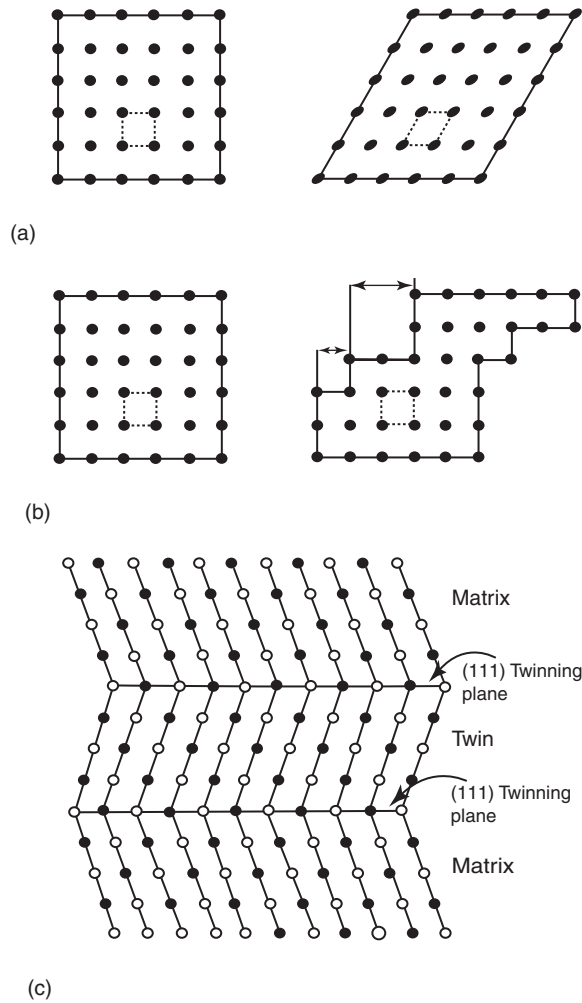 (a)
(b)
Matrix
(111) Twinning
plane
Twin
(111) Twinning
plane
Matrix
(c)